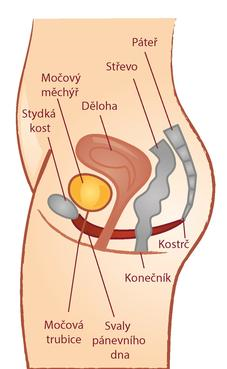 Páteř
Střevo
Močový
měchýř
Děloha
Stydká
kost
Kostrč
Konečník
Močová
trubice
Svaly
pánevního
dna